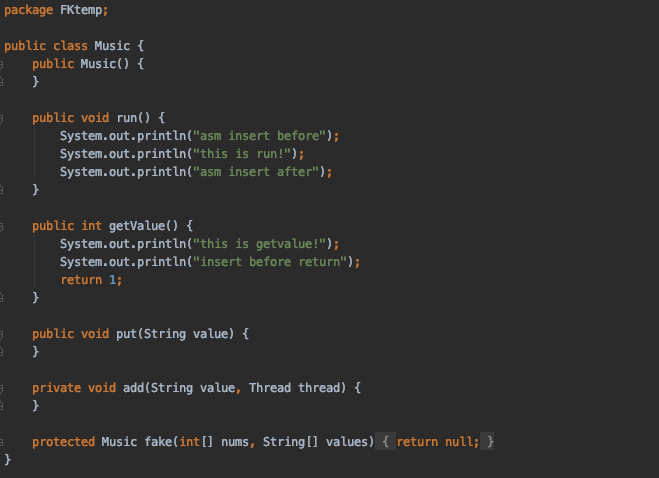 package FKtemp;
public class Music {
public Music() {
}
public void run() {
System.out.println("asm insert before");
System.out.println("this is run!");
System.out.println("asm insert after");
}
public int getValue() {
System.out.println("this is getvalue!");
System.out.println("insert before return");
return 1;
}
public void put(String value) {
}
private void add(String value, Thread thread) {
}
protected Music fake(int[] nums, String[] values) { return null; }
}